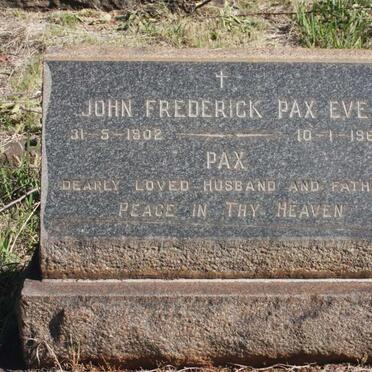 JOHN FREDERICK PAX EVE
31-5-1902 10-1-196
PAX
DEARLY LOVED HUSBAND AND FATH
PEACE IN THY HEAVEN